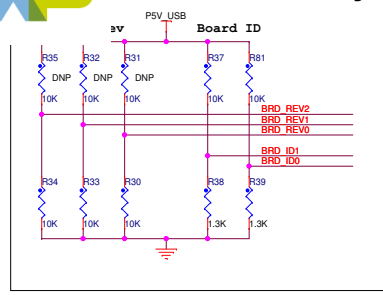 P5V_USB
ev Board ID
R35 R32 R31 R37 R81
DNP DNP DNP
10K 10K 10K 10K 10K
BRD_REV2
BRD_REV1
BRD_REV0
BRD_ID1
BRD_ID0
R34 R33 R30 R38 R39
10K 10K 10K 1.3K 1.3K